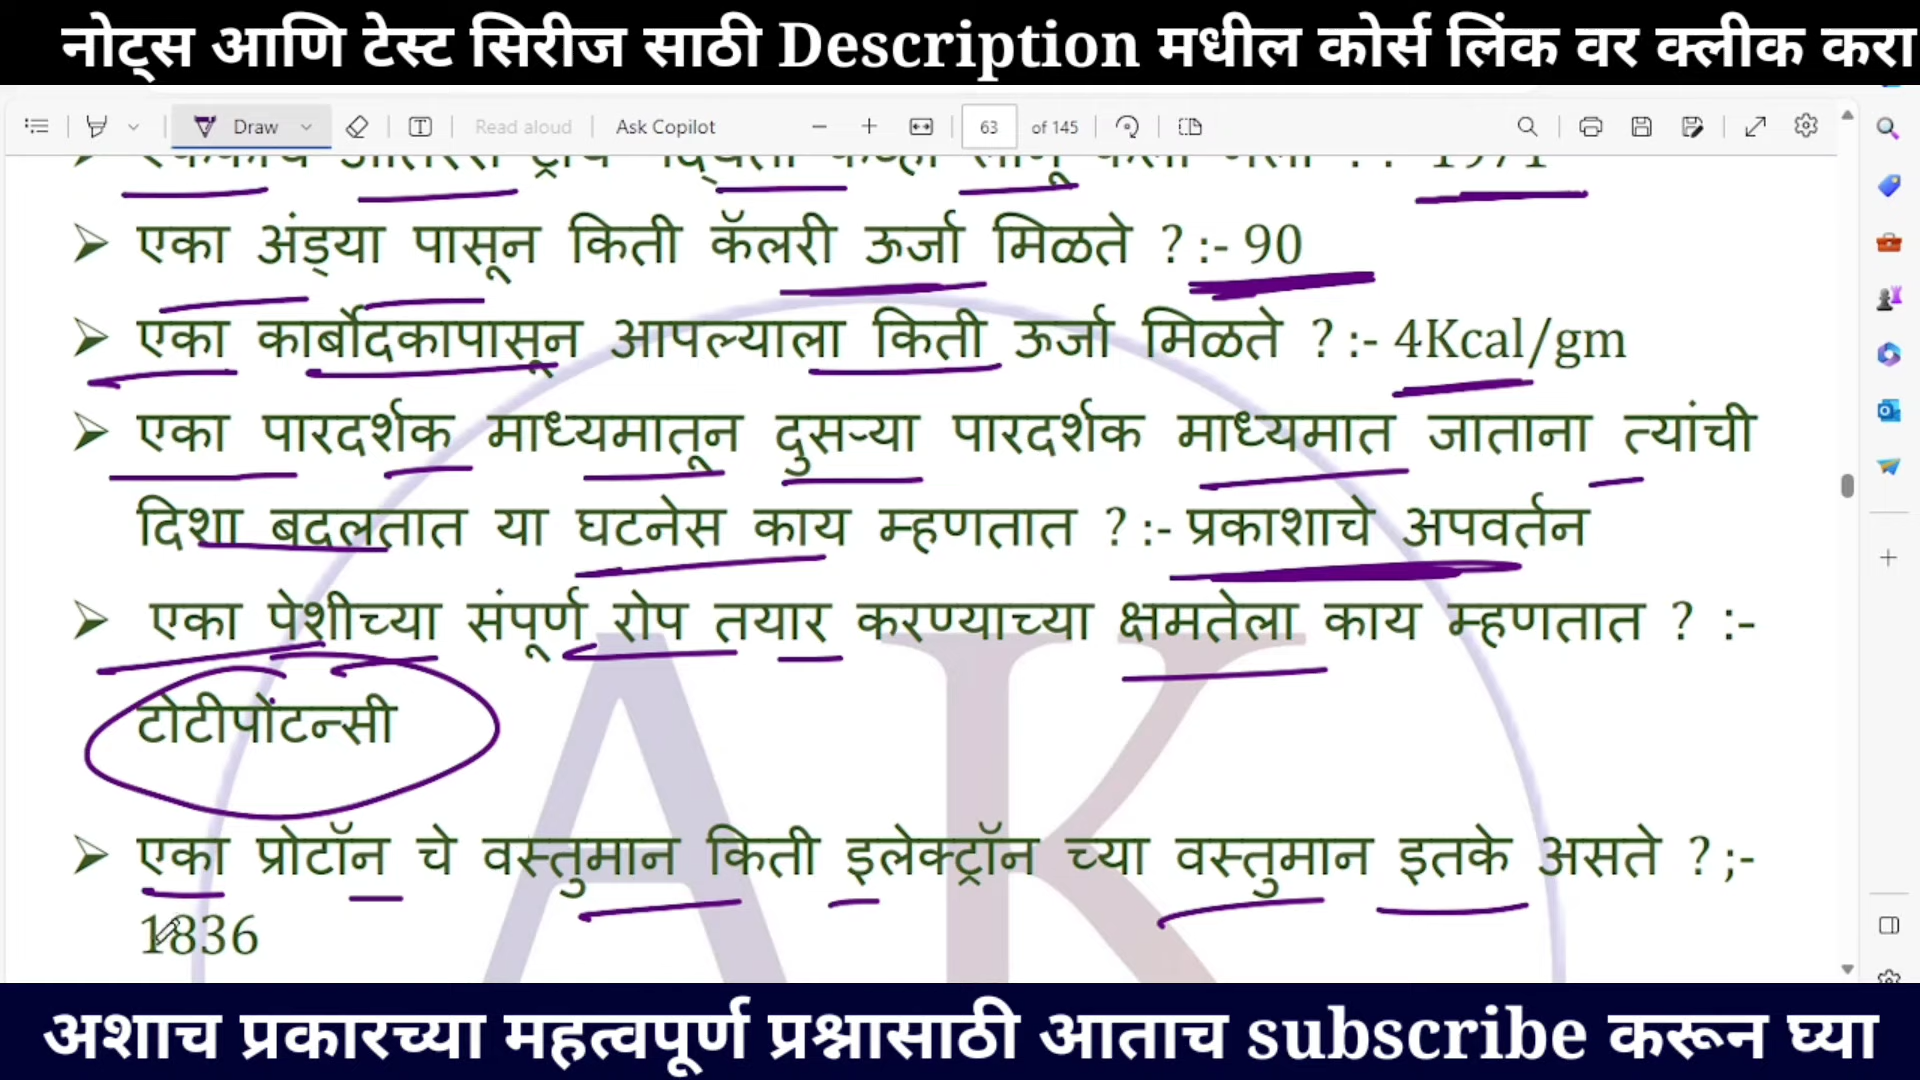 नोट्स आणि टेस्ट सिरीज साठी Description मधील कोर्स लिंक वर क्लीक करा
Draw
Read aloud
Ask Copilot
63
of 145
1971
➢ एका अंड्या पासून किती कॅलरी ऊर्जा मिळते ? :- 90
➢ एका कार्बोदकापासून आपल्याला किती ऊर्जा मिळते ? :- 4Kcal/gm
➢ एका पारदर्शक माध्यमातून दुसऱ्या पारदर्शक माध्यमात जाताना त्यांची
दिशा बदलतात या घटनेस काय म्हणतात ? :- प्रकाशाचे अपवर्तन
➢ एका पेशीच्या संपूर्ण रोप तयार करण्याच्या क्षमतेला काय म्हणतात ? :-
टोटीपोंटन्सी
➢ एका प्रोटॉन चे वस्तुमान किती इलेक्ट्रॉन च्या वस्तुमान इतके असते ? ;-
1836
AK
अशाच प्रकारच्या महत्वपूर्ण प्रश्नासाठी आताच subscribe करून घ्या